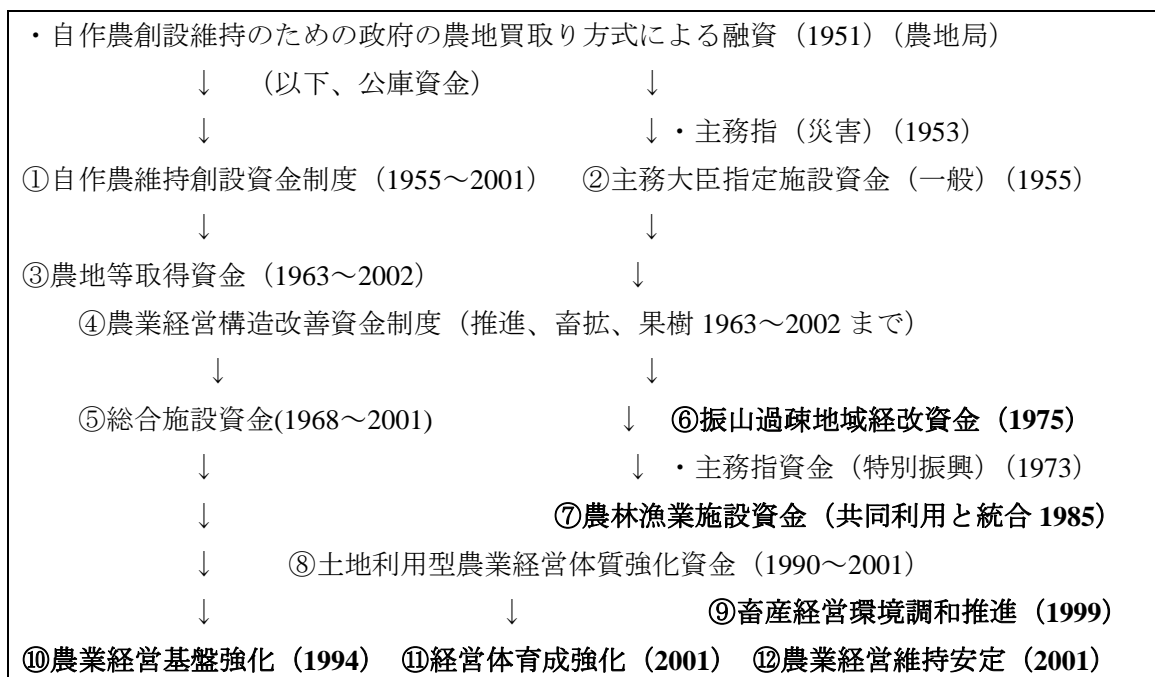 ・自作農創設維持のための政府の農地買取り方式による融資（1951）（農地局）
↓　（以下、公庫資金）　↓
↓　↓・主務指（災害）（1953）
①自作農維持創設資金制度（1955～2001）　②主務大臣指定施設資金（一般）（1955）
↓　↓
③農地等取得資金（1963～2002）　↓
④農業経営構造改善資金制度（推進、畜拡、果樹 1963～2002 まで）
↓　↓
⑤総合施設資金(1968～2001)　↓　⑥振山過疎地域経改資金（1975）
↓　↓ ・主務指資金（特別振興）（1973）
↓　⑦農林漁業施設資金（共同利用と統合 1985）
↓　⑧土地利用型農業経営体質強化資金（1990～2001）
↓　↓　⑨畜産経営環境調和推進（1999）
⑩農業経営基盤強化（1994）　⑪経営体育成強化（2001）　⑫農業経営維持安定（2001）